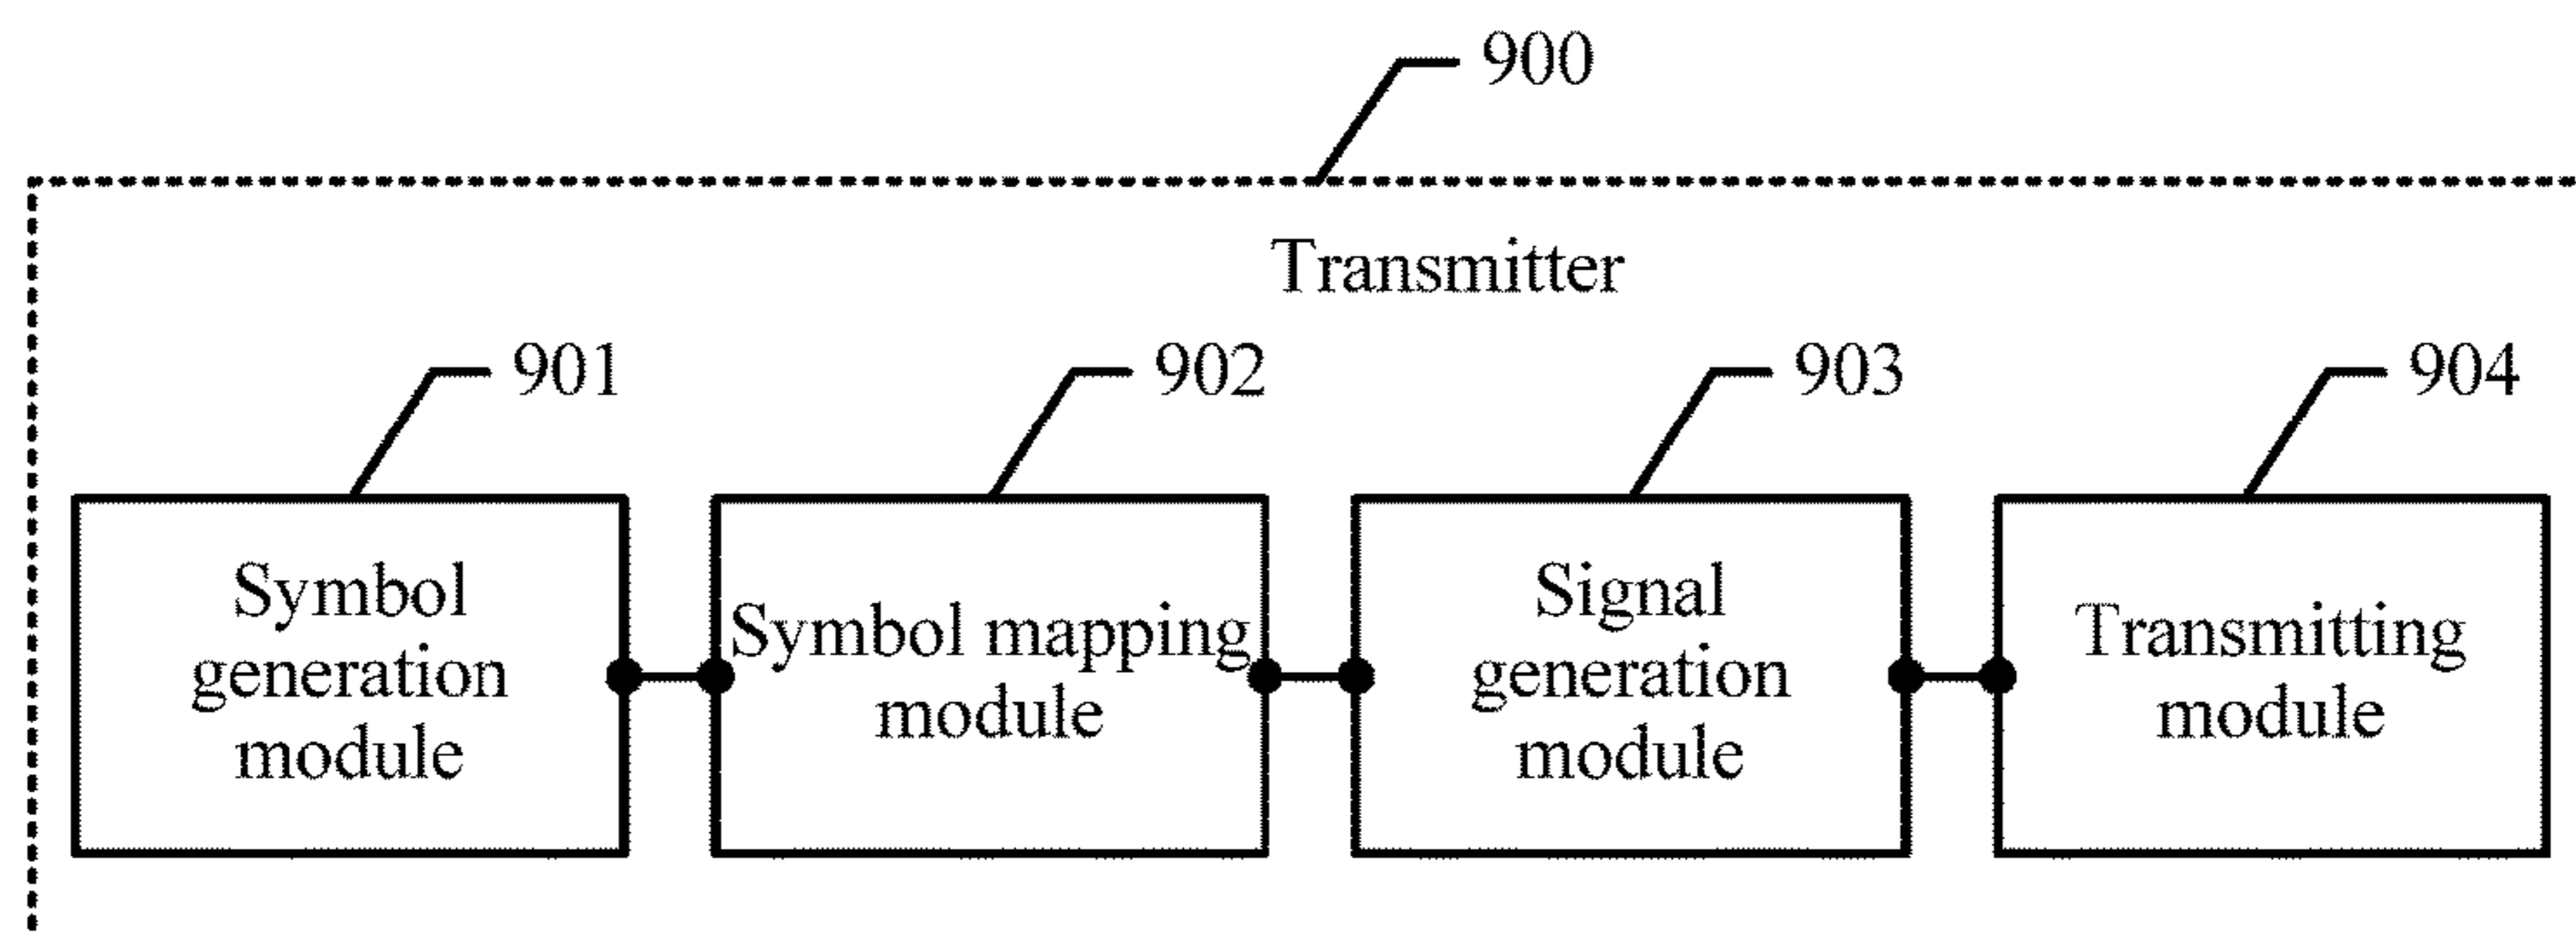 900
Transmitter
901
902
903
904
Symbol
generation
module
Symbol mapping
module
Signal
generation
module
Transmitting
module